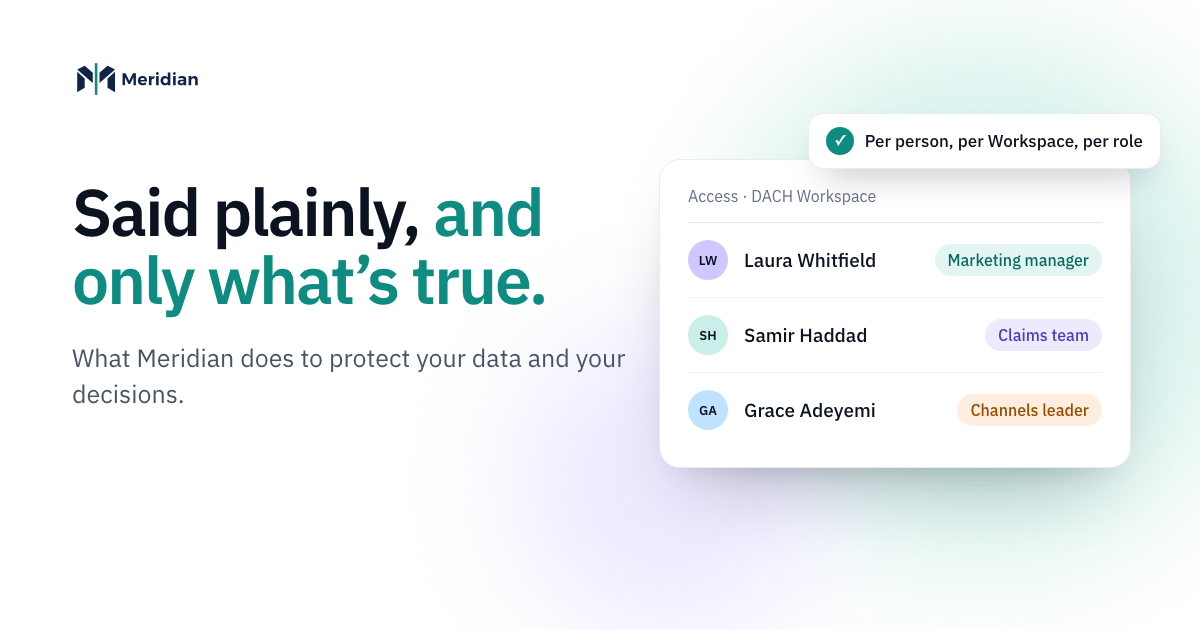 Meridian
Said plainly, and
only what’s true.
What Meridian does to protect your data and your
decisions.
✓ Per person, per Workspace, per role
Access · DACH Workspace
LW Laura Whitfield Marketing manager
SH Samir Haddad Claims team
GA Grace Adeyemi Channels leader